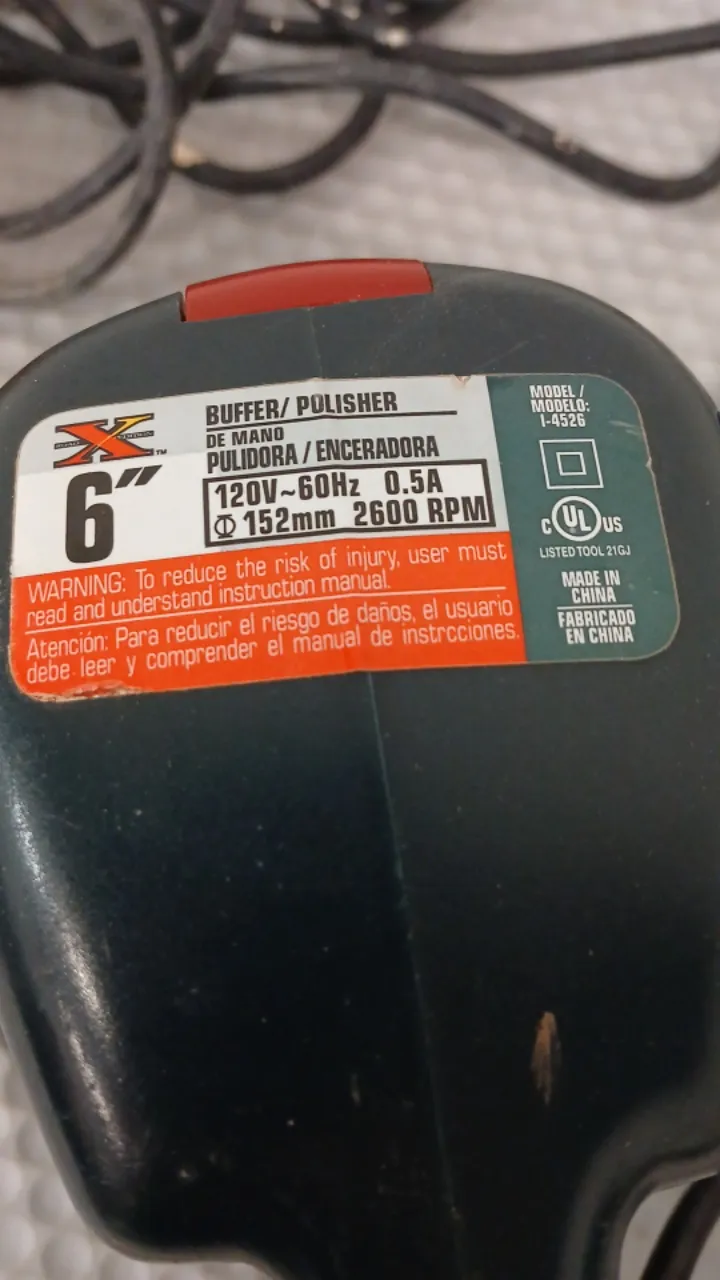 X
TM
6"
BUFFER/ POLISHER
DE MANO
PULIDORA / ENCERADORA
120V~60Hz 0.5A
Φ 152mm 2600 RPM
WARNING: To reduce the risk of injury, user must
read and understand instruction manual.
Atención: Para reducir el riesgo de daños, el usuario
debe leer y comprender el manual de instrcciones.
MODEL /
MODELO:
I-4526
C UL US
LISTED TOOL 21GJ
MADE IN
CHINA
FABRICADO
EN CHINA